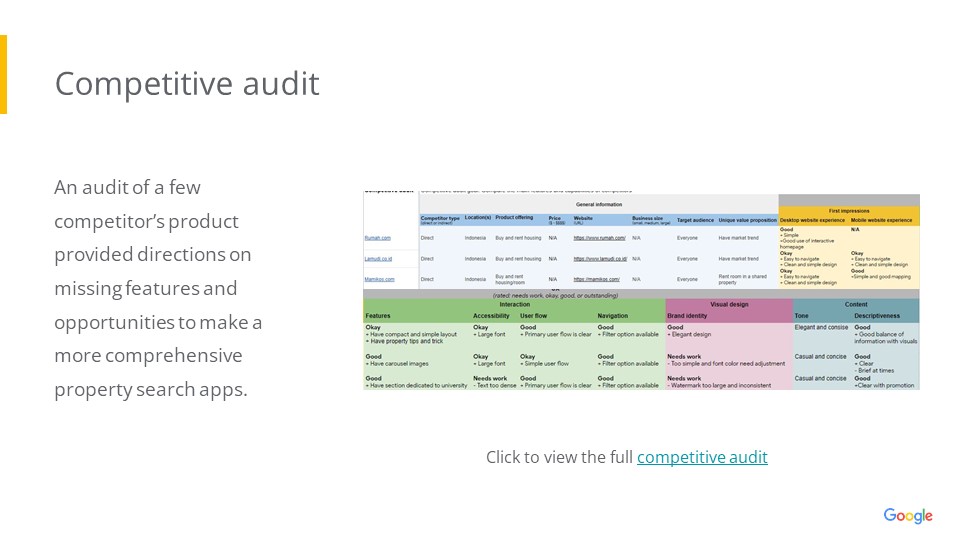 Competitive audit
An audit of a few
competitor's product
provided directions on
missing features and
opportunities to make a
more comprehensive
property search apps.
General information
First impressions
Competitor type
(direct or indirect)
Location(s)
Product offering
Price
($ - $$$$)
Website
(URL)
Business size
(small, medium, large)
Target audience
Unique value proposition
Desktop website experience
Mobile website experience
Rumah.com
Direct
Indonesia
Buy and rent housing
N/A
https://www.rumah.com/
N/A
Everyone
Have market trend
Good
+ Simple
+Good use of interactive
homepage
N/A
Lamudi.co.id
Direct
Indonesia
Buy and rent housing
N/A
https://www.lamudi.co.id/
N/A
Everyone
Have market trend
Okay
+ Easy to navigate
+ Clean and simple design
Okay
+ Easy to navigate
+ Clean and simple design
Mamikos.com
Direct
Indonesia
Buy and rent
housing/room
N/A
https://mamikos.com/
N/A
Everyone
Rent room in a shared
property
Okay
+ Easy to navigate
+ Clean and simple design
Good
+Simple and good mapping
(rated: needs work, okay, good, or outstanding)
Interaction
Visual design
Content
Features
Accessibility
User flow
Navigation
Brand identity
Tone
Descriptiveness
Okay
+ Have compact and simple layout
+ Have property tips and trick
Okay
+ Large font
Good
+ Primary user flow is clear
Good
+ Filter option available
Good
+ Elegant design
Elegant and concise
Good
+ Good balance of
information with visuals
Good
+ Have carousel images
Okay
+ Large font
Okay
+ Simple user flow
Good
+ Filter option available
Needs work
- Too simple and font color need adjustment
Casual and concise
Good
+ Clear
- Brief at times
Good
+ Have section dedicated to university
Needs work
- Text too dense
Good
+ Primary user flow is clear
Good
+ Filter option available
Needs work
- Watermark too large and inconsistent
Casual and concise
Good
+Clear with promotion
Click to view the full competitive audit
Google